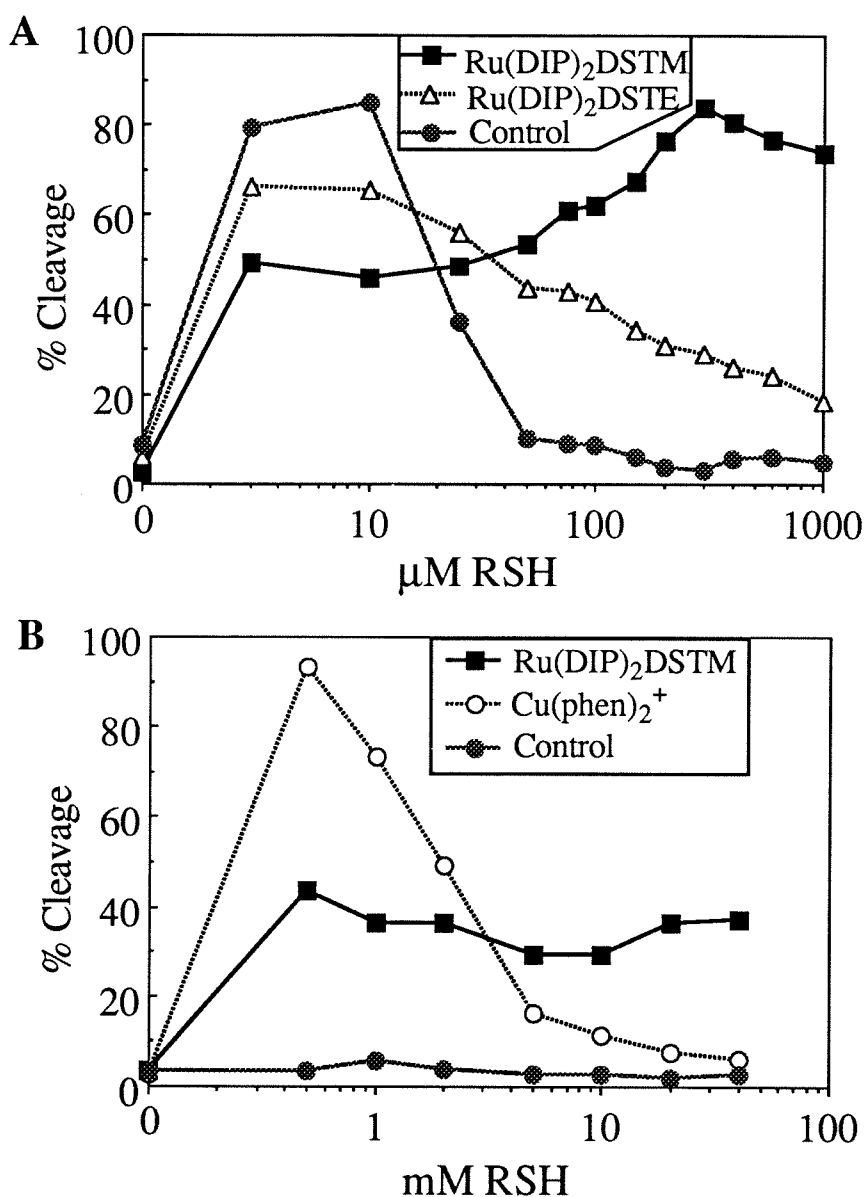 A
100
80
60
40
20
0
% Cleavage
Ru(DIP)2DSTM
Ru(DIP)2DSTE
Control
0 10 100 1000
µM RSH
B
100
80
60
40
20
0
% Cleavage
Ru(DIP)2DSTM
Cu(phen)2+
Control
0 1 10 100
mM RSH